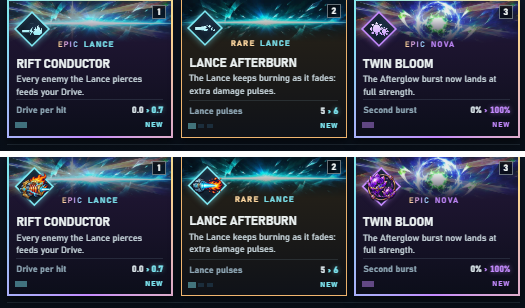 1
EPIC LANCE
RIFT CONDUCTOR
Every enemy the Lance pierces
feeds your Drive.
Drive per hit 0.0 › 0.7
NEW
2
RARE LANCE
LANCE AFTERBURN
The Lance keeps burning as it fades:
extra damage pulses.
Lance pulses 5 › 6
NEW
3
EPIC NOVA
TWIN BLOOM
The Afterglow burst now lands at
full strength.
Second burst 0% › 100%
NEW
1
EPIC LANCE
RIFT CONDUCTOR
Every enemy the Lance pierces
feeds your Drive.
Drive per hit 0.0 › 0.7
NEW
2
RARE LANCE
LANCE AFTERBURN
The Lance keeps burning as it fades:
extra damage pulses.
Lance pulses 5 › 6
NEW
3
EPIC NOVA
TWIN BLOOM
The Afterglow burst now lands at
full strength.
Second burst 0% › 100%
NEW